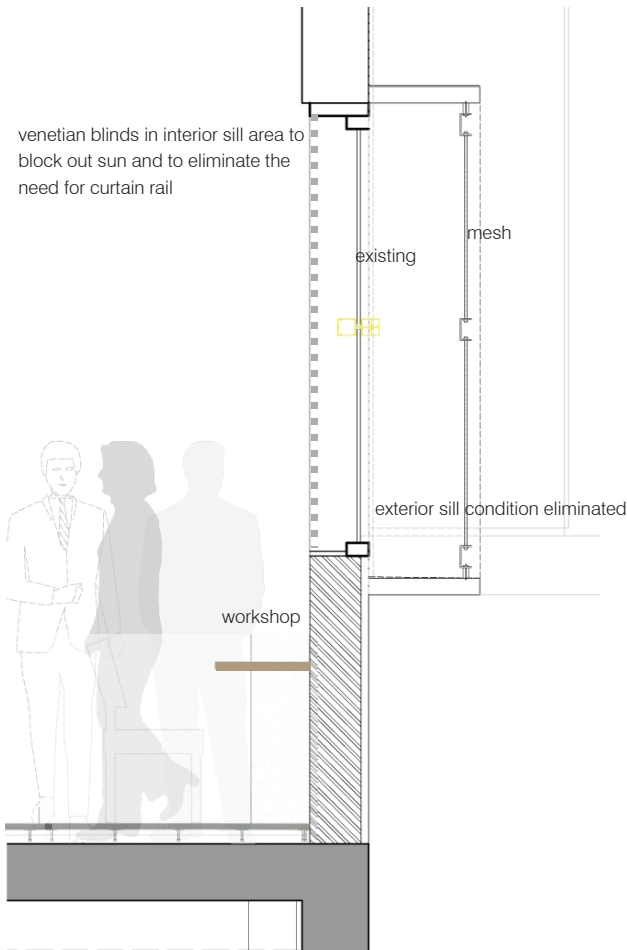 venetian blinds in interior sill area to
block out sun and to eliminate the
need for curtain rail
mesh
existing
exterior sill condition eliminated
workshop